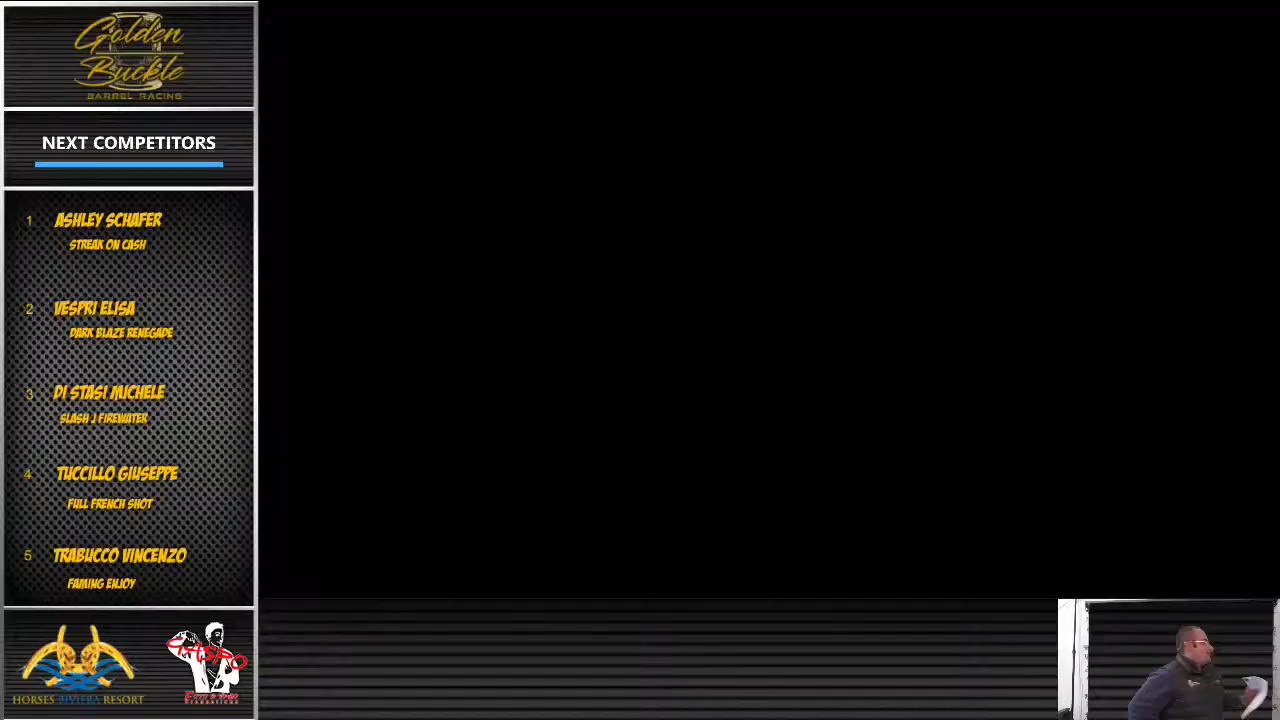 Golden
Buckle
BARREL RACING
NEXT COMPETITORS
1 ASHLEY SCHAFER
STREAK ON CASH
2 VESPRI ELISA
DARK BLAZE RENEGADE
3 DI STASI MICHELE
SLASH J FIREWATER
4 TUCCILLO GIUSEPPE
FULL FRENCH SHOT
5 TRABUCCO VINCENZO
FAMING ENJOY
HORSES RIVIERA RESORT
GASPO